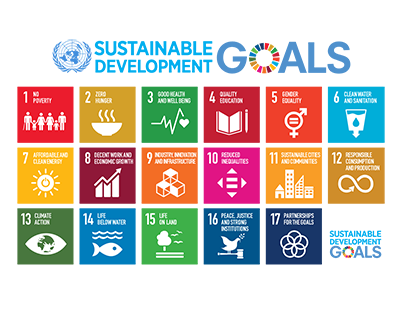 SUSTAINABLE
DEVELOPMENT
GOALS
1 NO
POVERTY
2 ZERO
HUNGER
3 GOOD HEALTH
AND WELL BEING
4 QUALITY
EDUCATION
5 GENDER
EQUALITY
6 CLEAN WATER
AND SANITATION
7 AFFORDABLE AND
CLEAN ENERGY
8 DECENT WORK AND
ECONOMIC GROWTH
9 INDUSTRY, INNOVATION
AND INFRASTRUCTURE
10 REDUCED
INEQUALITIES
11 SUSTAINABLE CITIES
AND COMMUNITIES
12 RESPONSIBLE
CONSUMPTION
AND PRODUCTION
13 CLIMATE
ACTION
14 LIFE
BELOW WATER
15 LIFE
ON LAND
16 PEACE, JUSTICE
AND STRONG
INSTITUTIONS
17 PARTNERSHIPS
FOR THE GOALS
SUSTAINABLE
DEVELOPMENT
GOALS